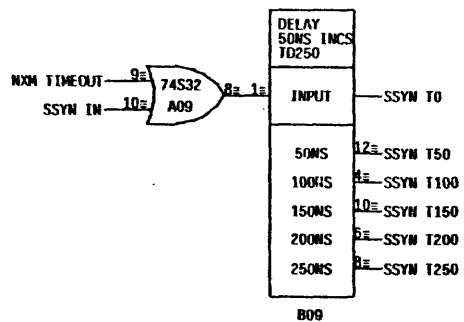 DELAY
50NS INCS
TD250
NXM TIMEOUT 9 74S32 8 1 INPUT SSYN T0
SSYN IN 10 A09
50NS 12 SSYN T50
100NS 4 SSYN T100
150NS 10 SSYN T150
200NS 6 SSYN T200
250NS 8 SSYN T250
B09